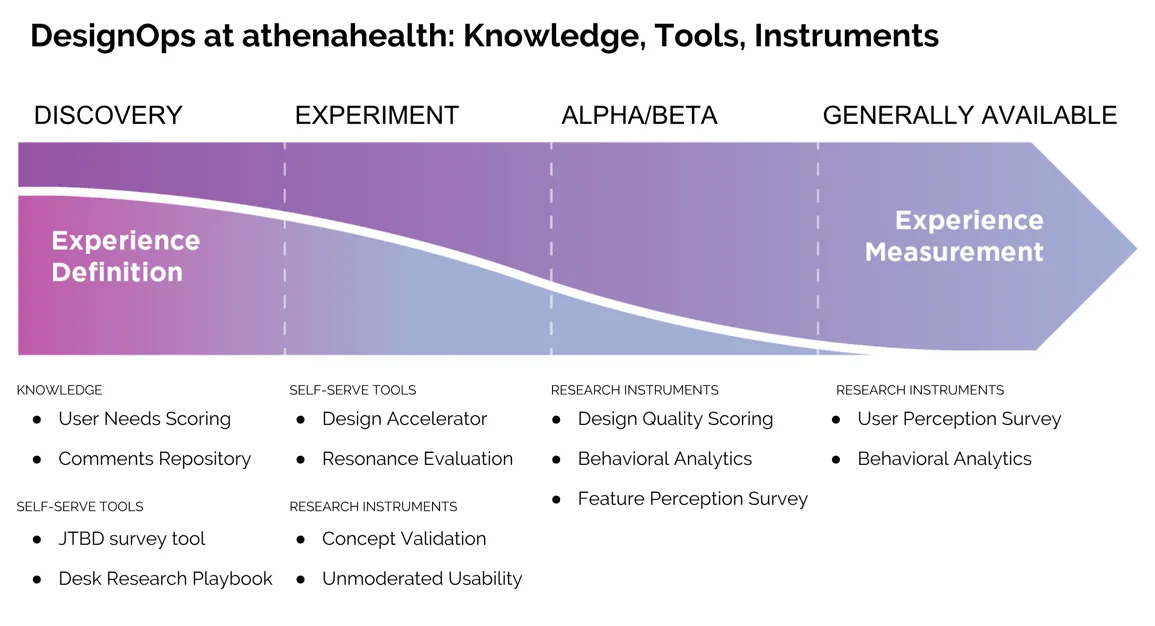 DesignOps at athenahealth: Knowledge, Tools, Instruments
DISCOVERY
EXPERIMENT
ALPHA/BETA
GENERALLY AVAILABLE
Experience
Definition
Experience
Measurement
KNOWLEDGE
● User Needs Scoring
● Comments Repository
SELF-SERVE TOOLS
● JTBD survey tool
● Desk Research Playbook
SELF-SERVE TOOLS
● Design Accelerator
● Resonance Evaluation
RESEARCH INSTRUMENTS
● Concept Validation
● Unmoderated Usability
RESEARCH INSTRUMENTS
● Design Quality Scoring
● Behavioral Analytics
● Feature Perception Survey
RESEARCH INSTRUMENTS
● User Perception Survey
● Behavioral Analytics